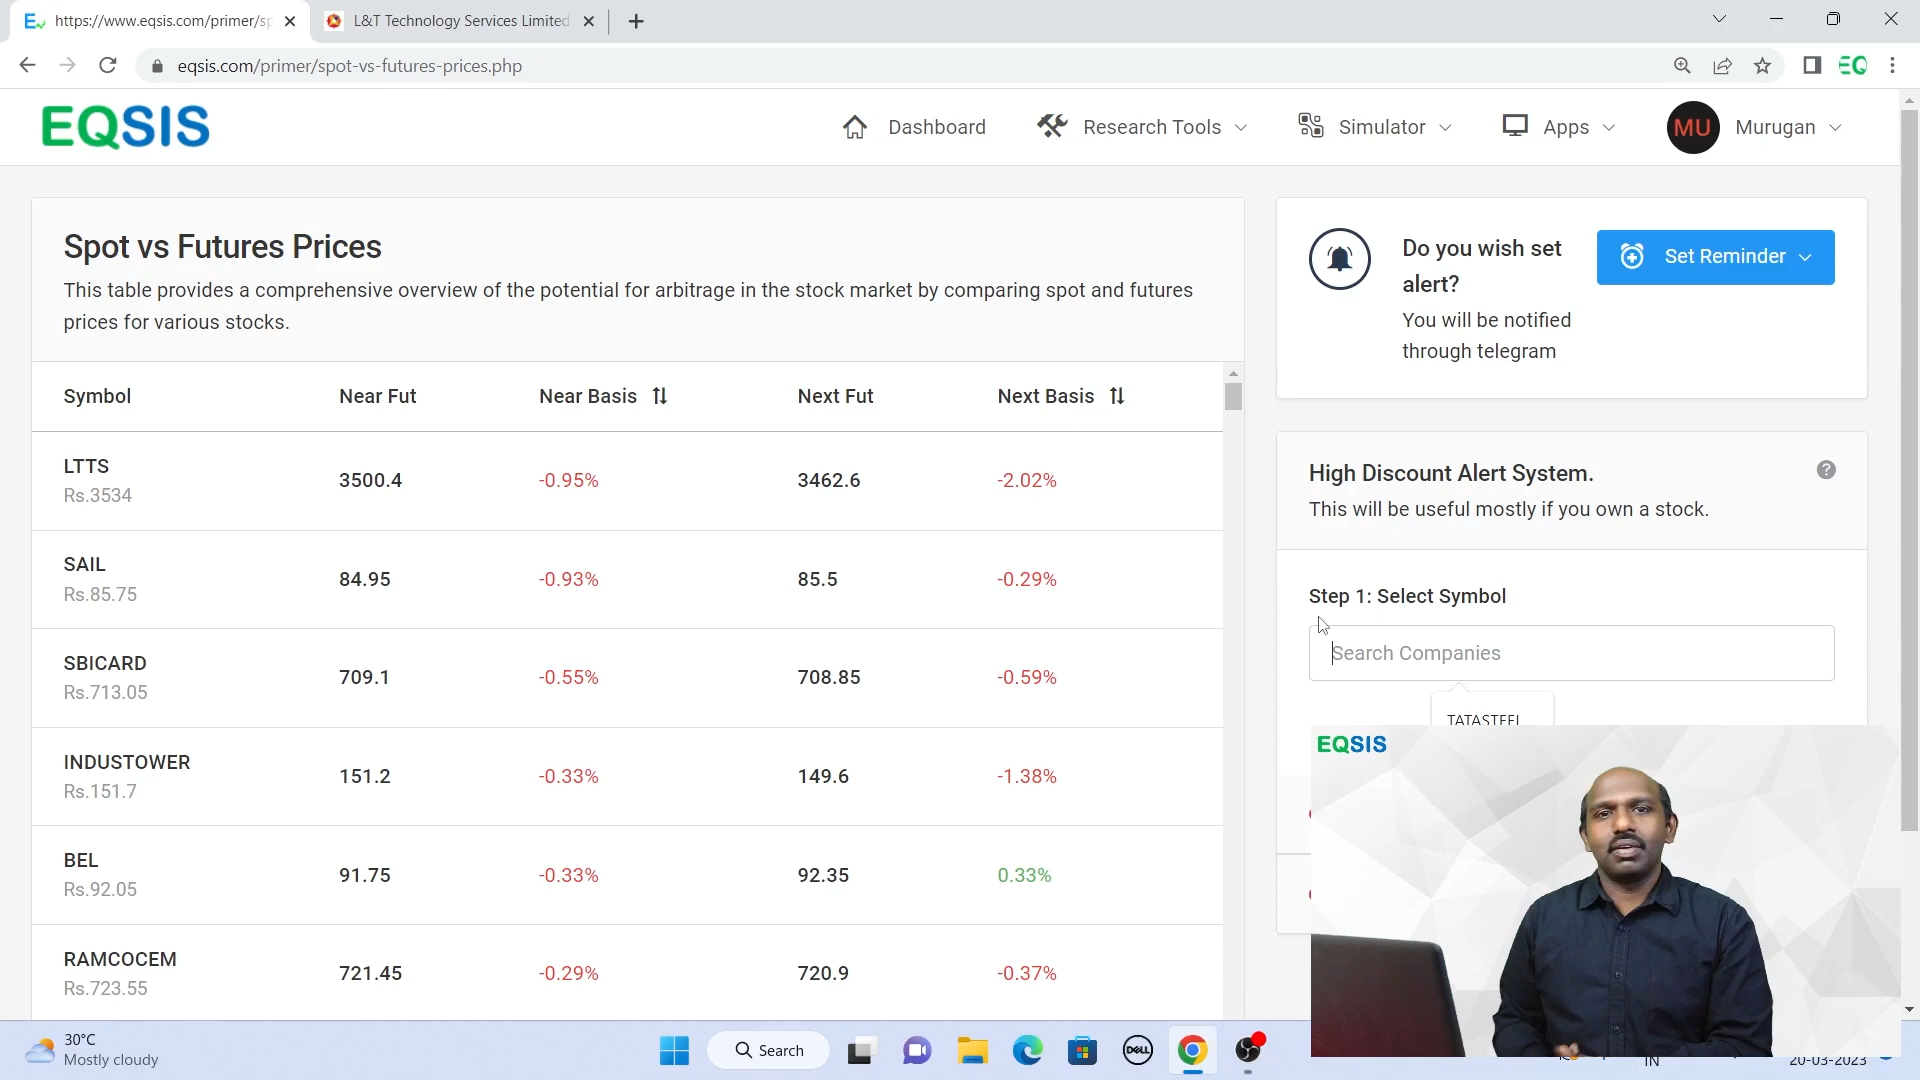 https://www.eqsis.com/primer/sp
L&T Technology Services Limited
eqsis.com/primer/spot-vs-futures-prices.php
EQ
EQSIS
Dashboard
Research Tools
Simulator
Apps
MU
Murugan
Spot vs Futures Prices
This table provides a comprehensive overview of the potential for arbitrage in the stock market by comparing spot and futures
prices for various stocks.
Symbol Near Fut Near Basis Next Fut Next Basis
LTTS
Rs.3534
3500.4 -0.95% 3462.6 -2.02%
SAIL
Rs.85.75
84.95 -0.93% 85.5 -0.29%
SBICARD
Rs.713.05
709.1 -0.55% 708.85 -0.59%
INDUSTOWER
Rs.151.7
151.2 -0.33% 149.6 -1.38%
BEL
Rs.92.05
91.75 -0.33% 92.35 0.33%
RAMCOCEM
Rs.723.55
721.45 -0.29% 720.9 -0.37%
Do you wish set
alert?
You will be notified
through telegram
Set Reminder
High Discount Alert System.
This will be useful mostly if you own a stock.
Step 1: Select Symbol
Search Companies
TATASTEEL
EQSIS
30°C
Mostly cloudy
Search
DELL
IN
20-03-2023